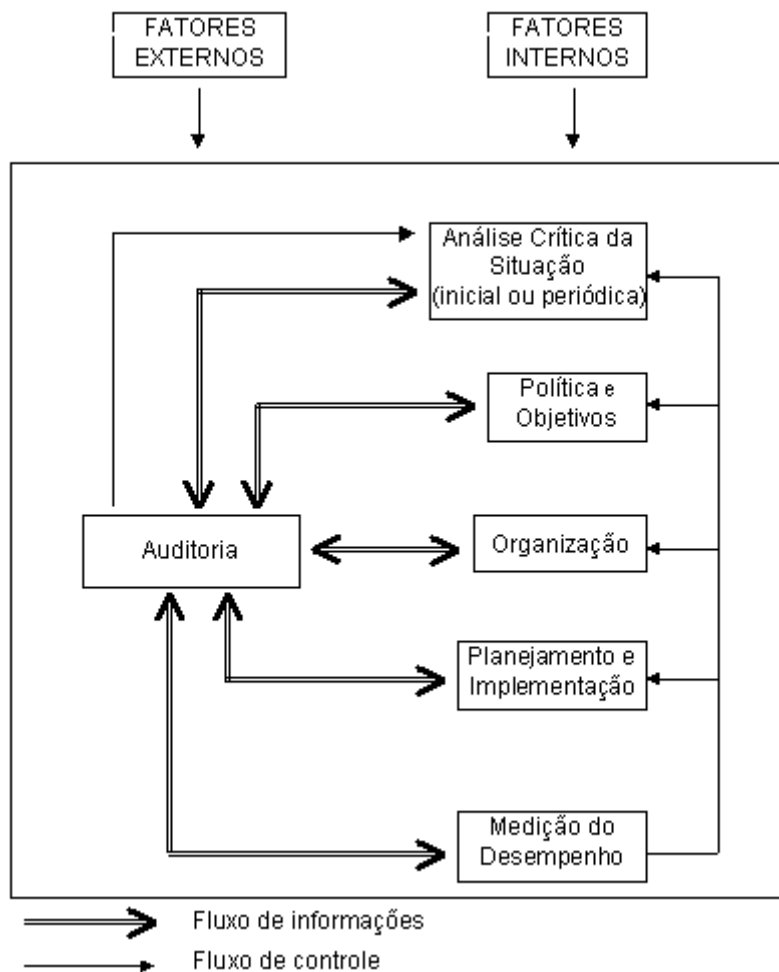 FATORES
EXTERNOS
FATORES
INTERNOS
Análise Crítica da
Situação
(inicial ou periódica)
Política e
Objetivos
Auditoria
Organização
Planejamento e
Implementação
Medição do
Desempenho
Fluxo de informações
Fluxo de controle